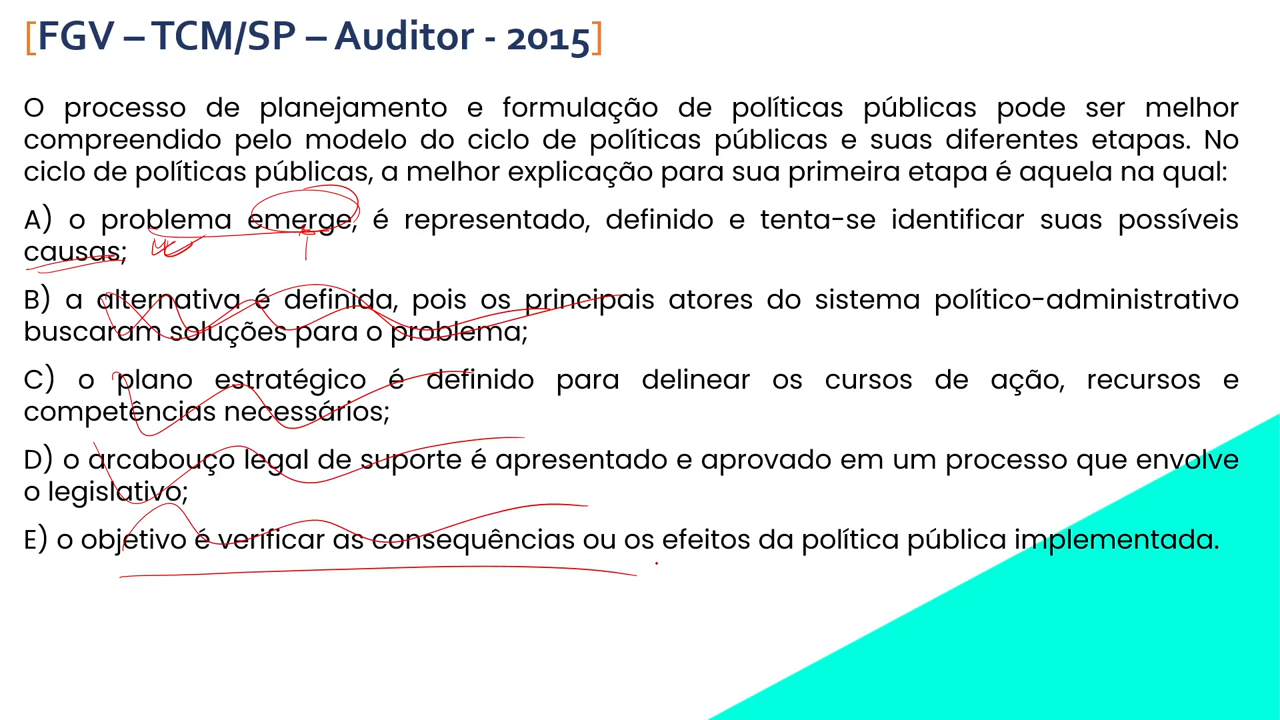 [FGV – TCM/SP – Auditor - 2015]
O processo de planejamento e formulação de políticas públicas pode ser melhor
compreendido pelo modelo do ciclo de políticas públicas e suas diferentes etapas. No
ciclo de políticas públicas, a melhor explicação para sua primeira etapa é aquela na qual:
A) o problema emerge, é representado, definido e tenta-se identificar suas possíveis
causas;
B) a alternativa é definida, pois os principais atores do sistema político-administrativo
buscaram soluções para o problema;
C) o plano estratégico é definido para delinear os cursos de ação, recursos e
competências necessários;
D) o arcabouço legal de suporte é apresentado e aprovado em um processo que envolve
o legislativo;
E) o objetivo é verificar as consequências ou os efeitos da política pública implementada.